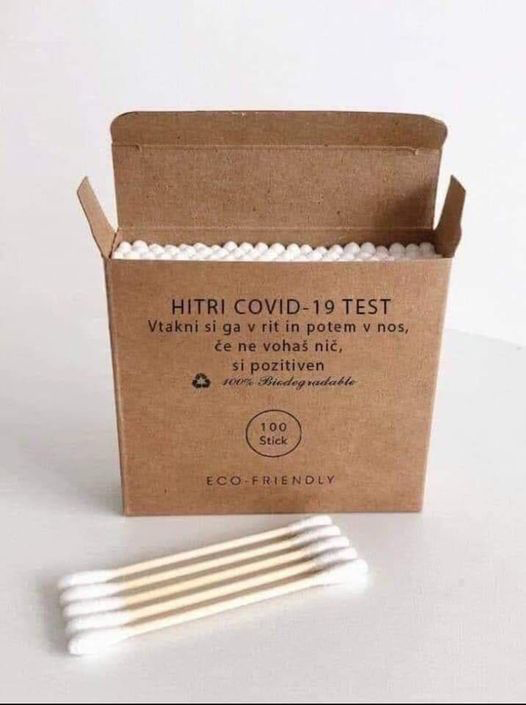 HITRI COVID-19 TEST
Vtakni si ga v rit in potem v nos,
če ne vohaš nič,
si pozitiven
100% Biodegradable
100
Stick
ECO-FRIENDLY